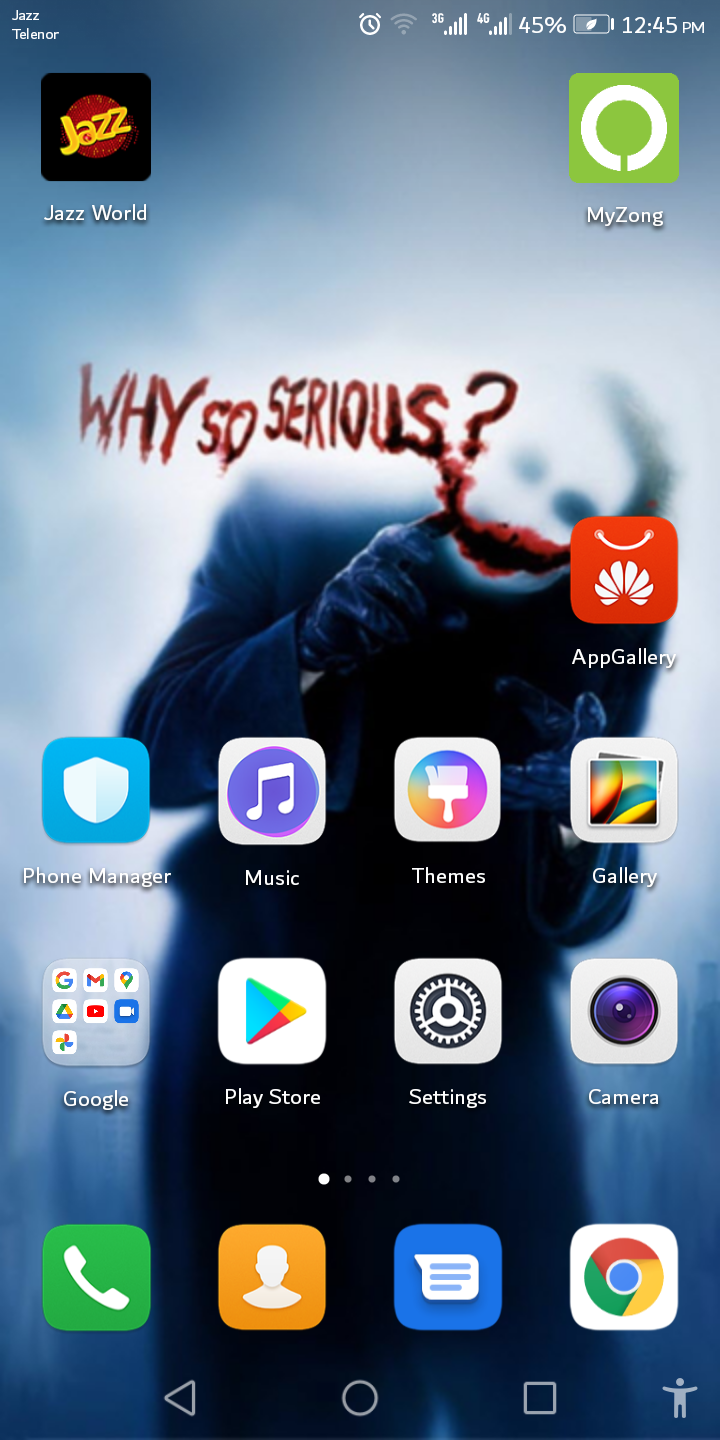 Jazz
Telenor
3G
4G
45%
12:45 PM
Jazz
Jazz World
MyZong
WHY SO SERIOUS?
AppGallery
Phone Manager
Music
Themes
Gallery
Google
Play Store
Settings
Camera